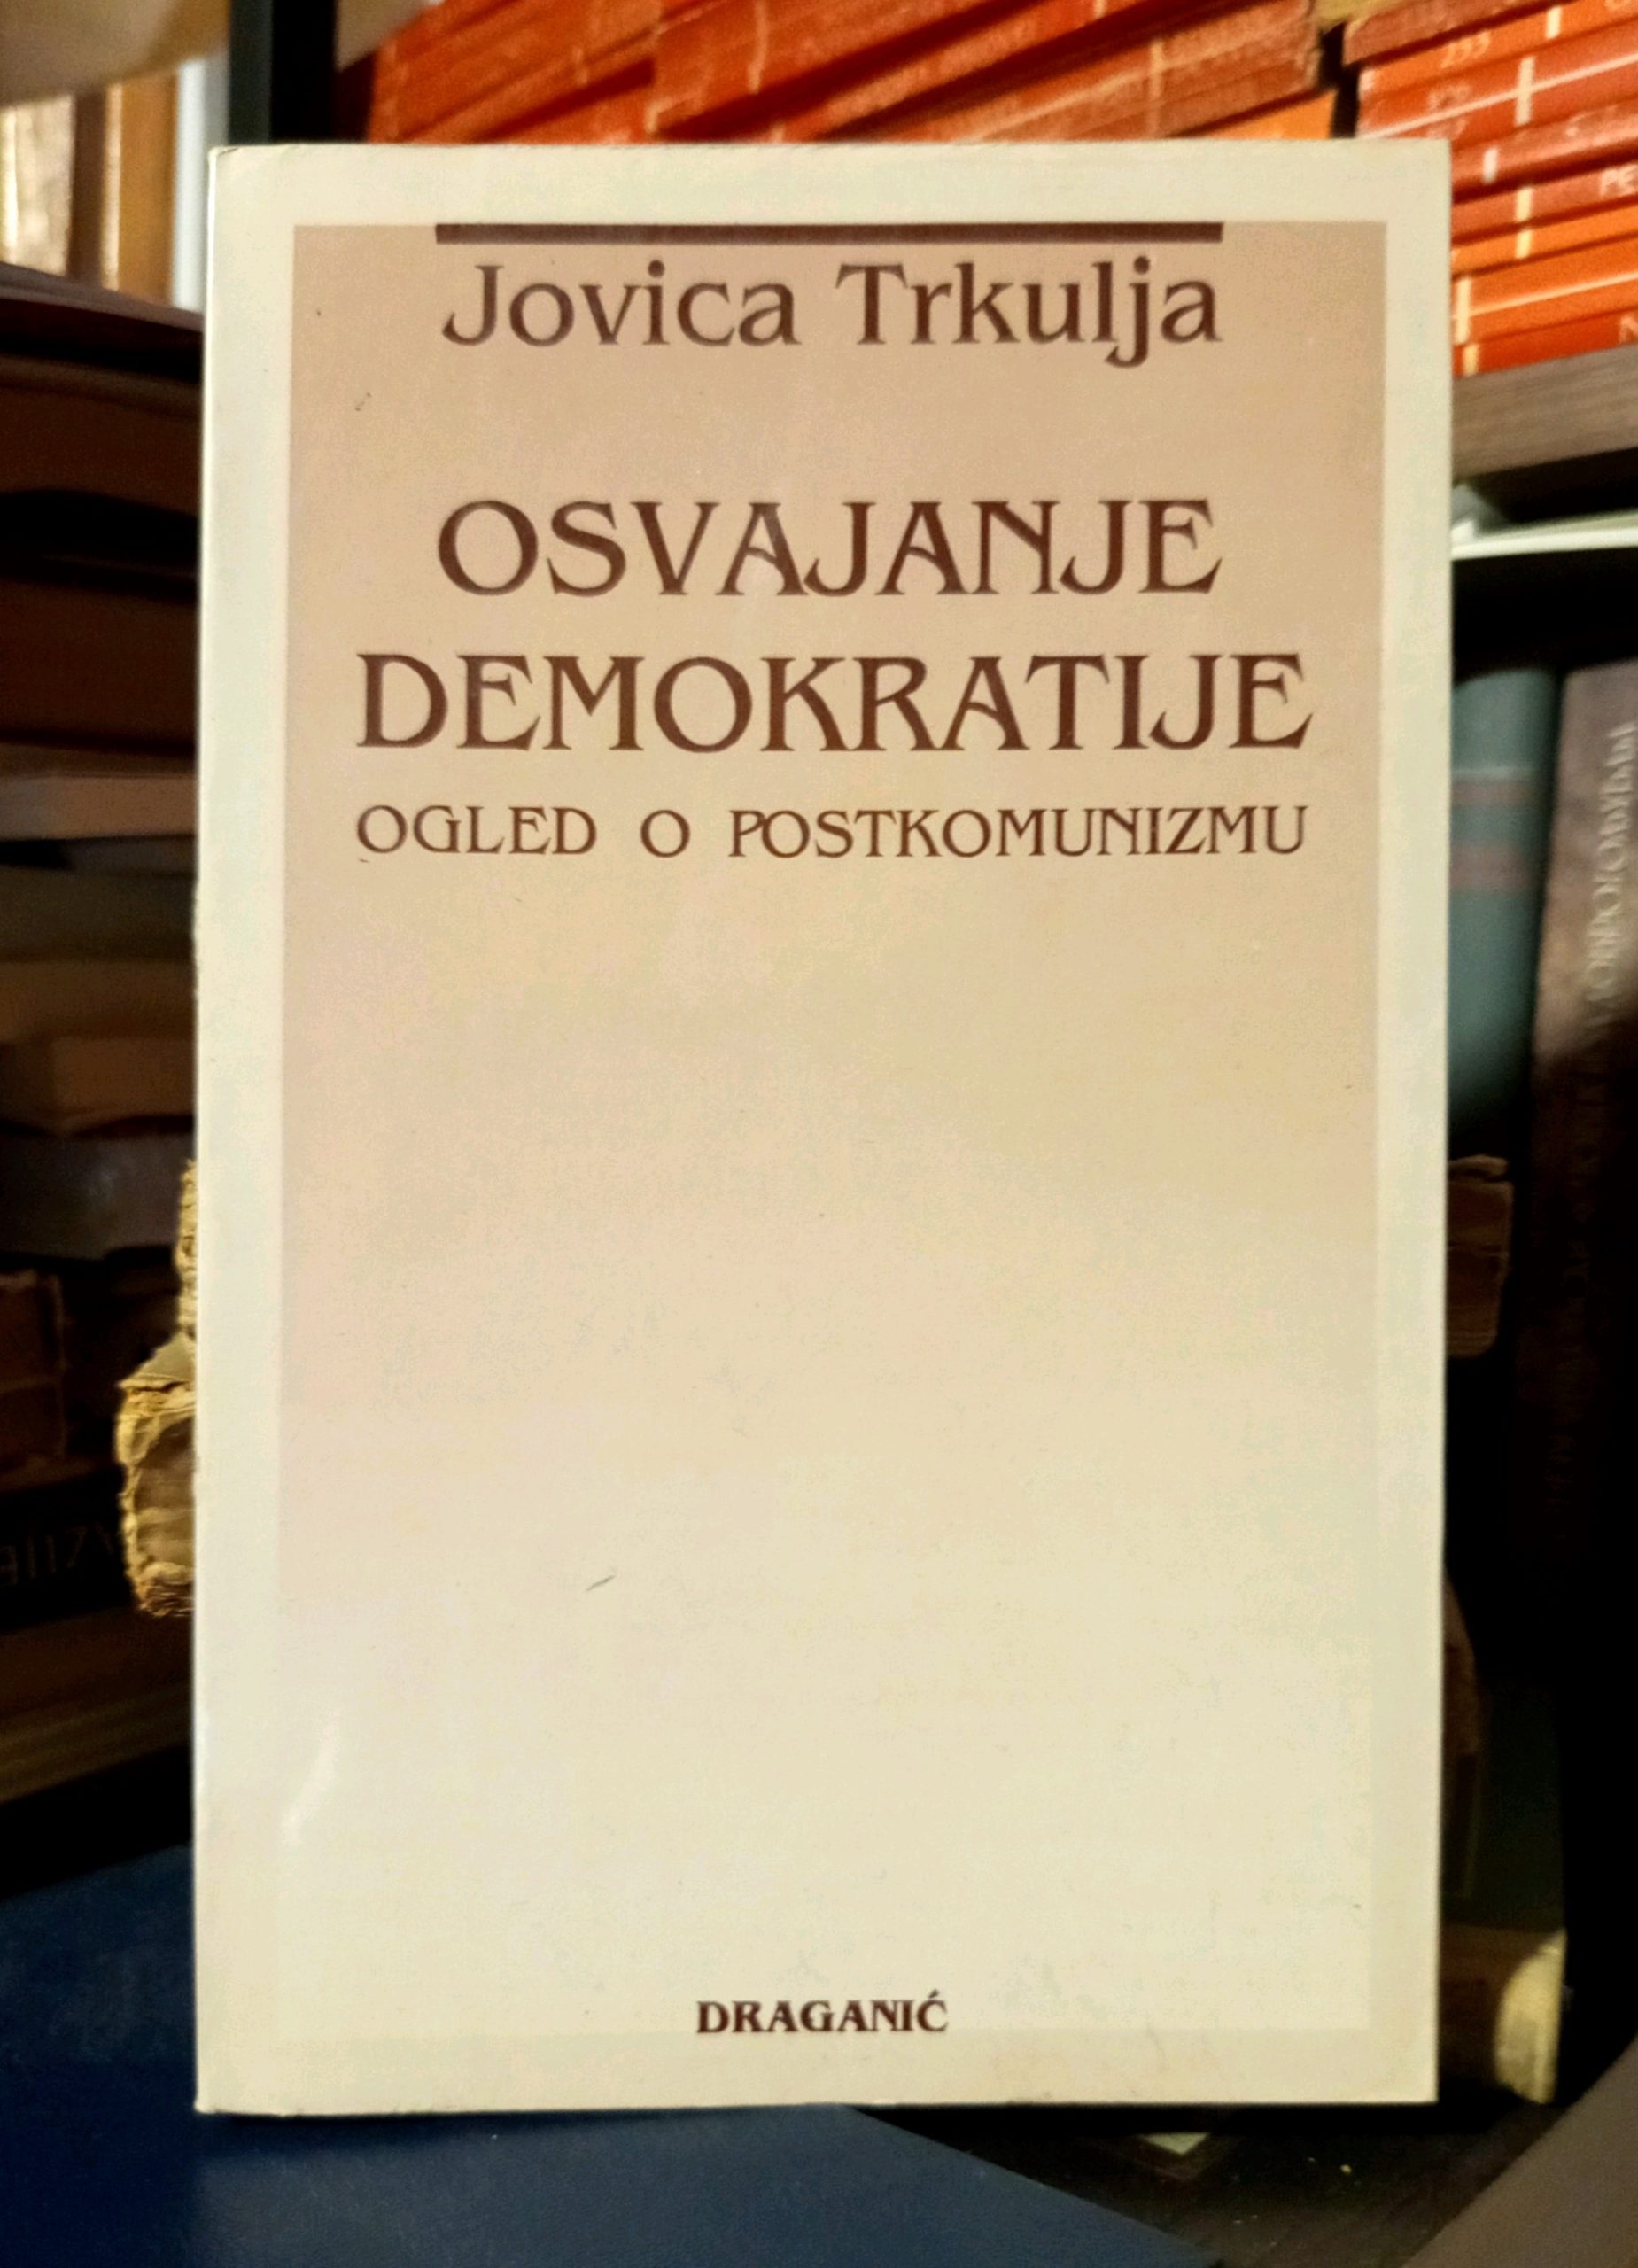 Jovica Trkulja
OSVAJANJE
DEMOKRATIJE
OGLED O POSTKOMUNIZMU
DRAGANIĆ